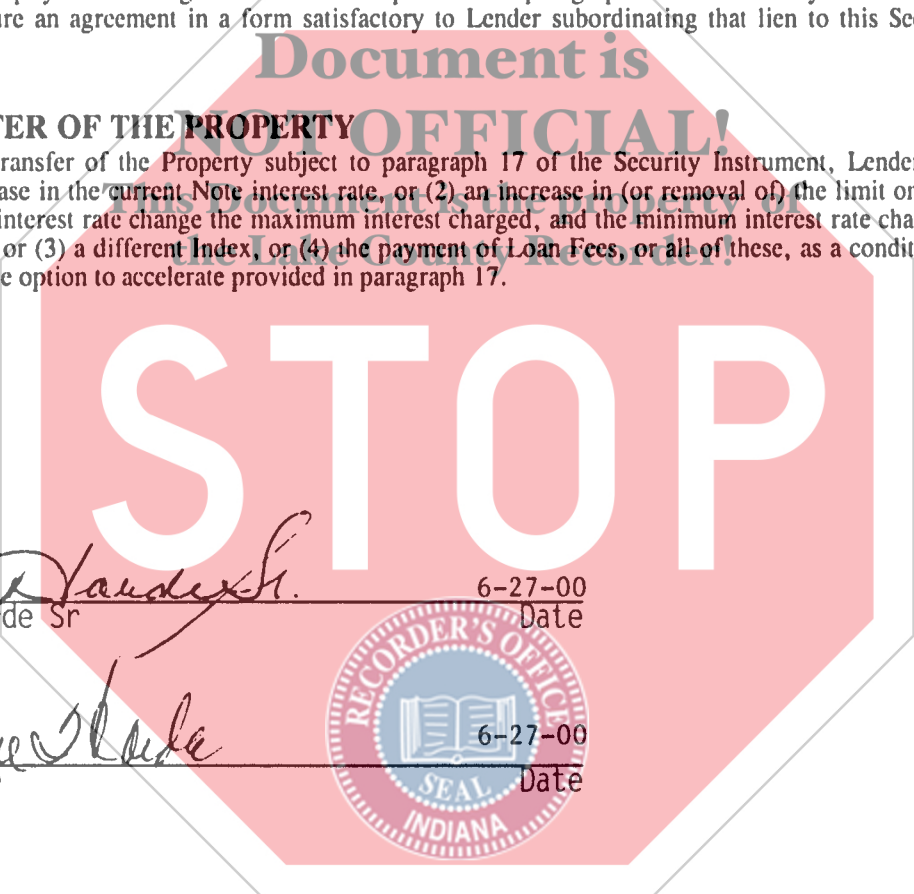 ure an agreement in a form satisfactory to Lender subordinating that lien to this Sec
Document is
NOT OFFICIAL!
This Document is the property of
the Lake County Recorder!
TER OF THE PROPERTY
ransfer of the Property subject to paragraph 17 of the Security Instrument, Lender
ase in the current Note interest rate, or (2) an increase in (or removal of) the limit on
interest rate change the maximum interest charged, and the minimum interest rate cha
or (3) a different Index, or (4) the payment of Loan Fees, or all of these, as a condit
e option to accelerate provided in paragraph 17.
STOP
Sr. 6-27-00
de Sr Date
6-27-00
Date
RECORDER'S OFFICE
SEAL
INDIANA